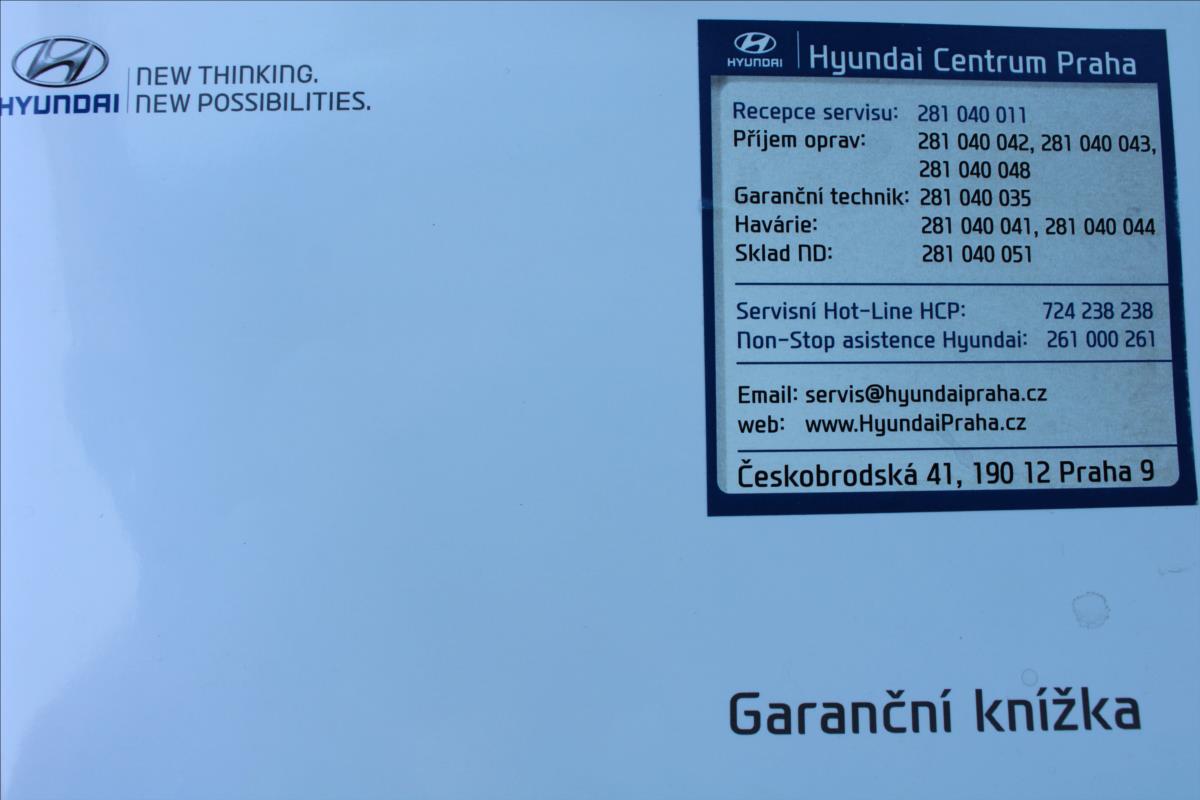 HYUNDAI
NEW THINKING.
NEW POSSIBILITIES.
HYUNDAI
Hyundai Centrum Praha
Recepce servisu: 281 040 011
Příjem oprav: 281 040 042, 281 040 043,
281 040 048
Garanční technik: 281 040 035
Havárie: 281 040 041, 281 040 044
Sklad ND: 281 040 051
Servisní Hot-Line HCP: 724 238 238
Non-Stop asistence Hyundai: 261 000 261
Email: servis@hyundaipraha.cz
web: www.HyundaiPraha.cz
Českobrodská 41, 190 12 Praha 9
Garanční knížka